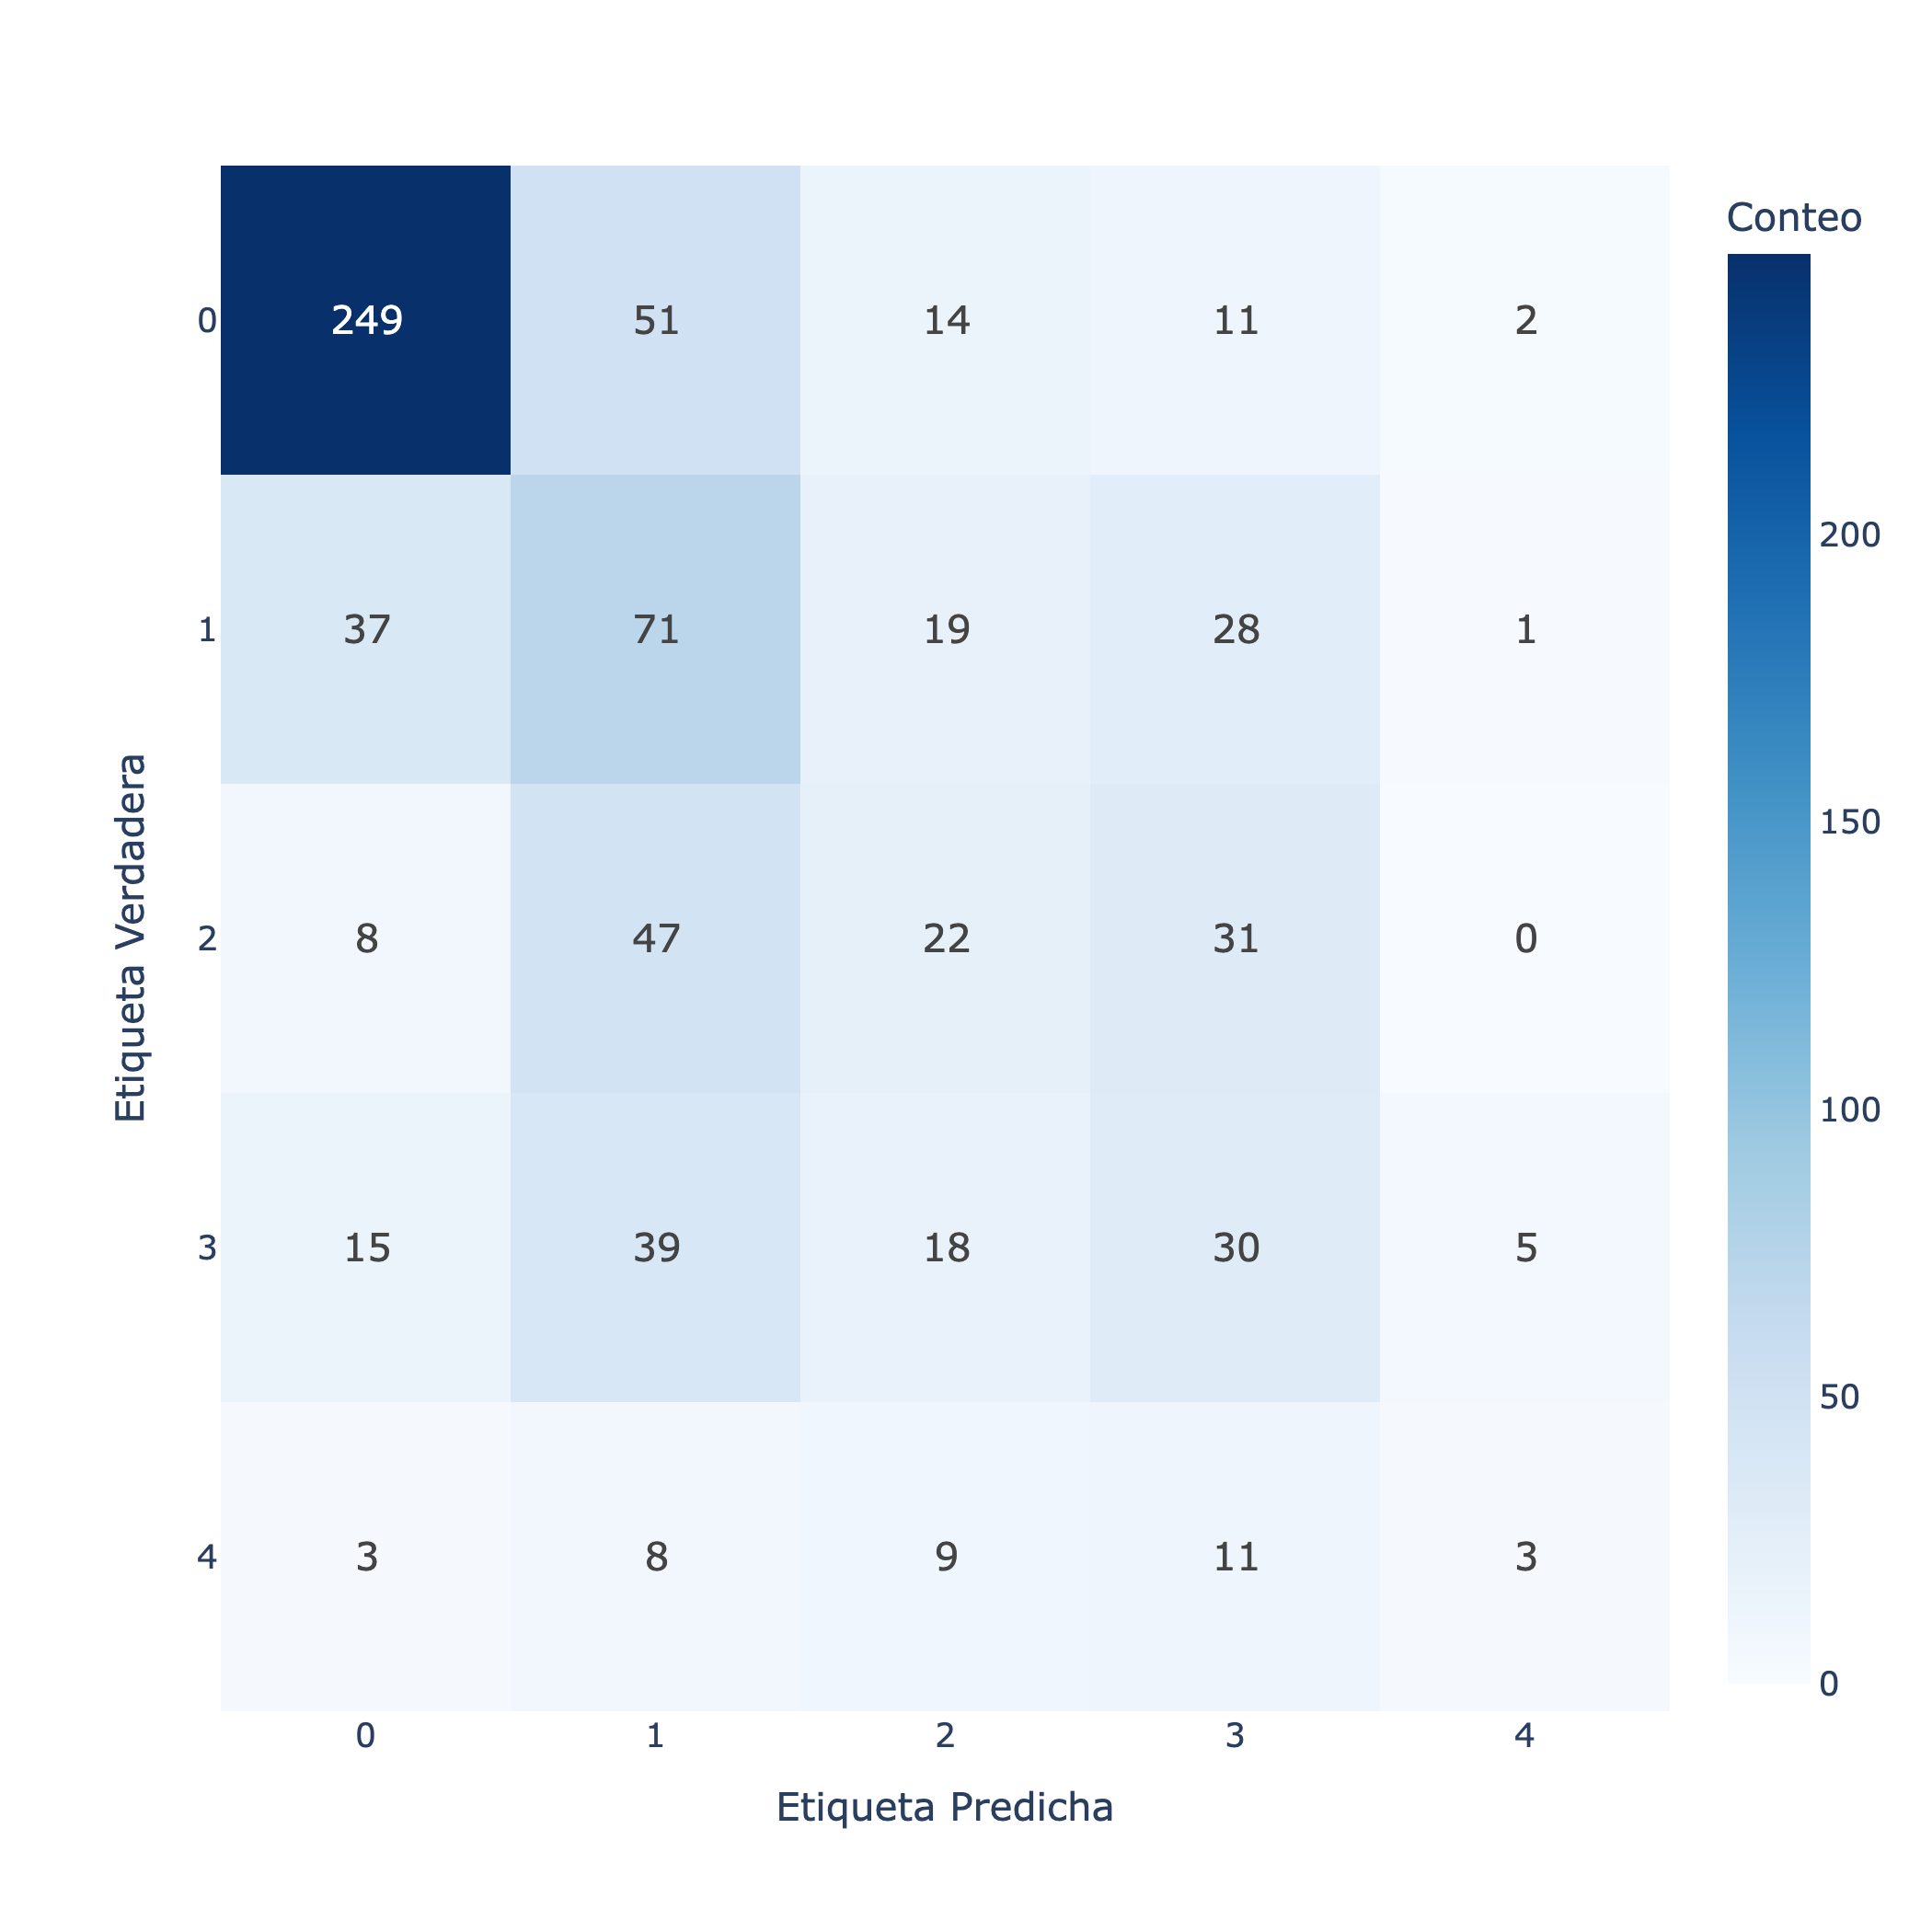 Conteo
0 249 51 14 11 2
200
1 37 71 19 28 1
150
2 8 47 22 31 0
100
3 15 39 18 30 5
50
4 3 8 9 11 3
0
0 1 2 3 4
Etiqueta Verdadera
Etiqueta Predicha